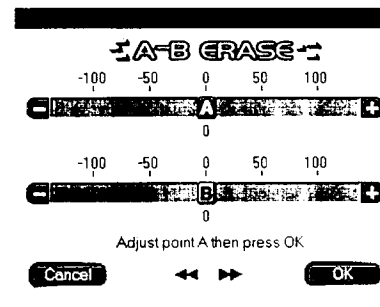 A-B ERASE
-100 -50 0 50 100
- A +
0
-100 -50 0 50 100
- B +
0
Adjust point A then press OK
Cancel OK